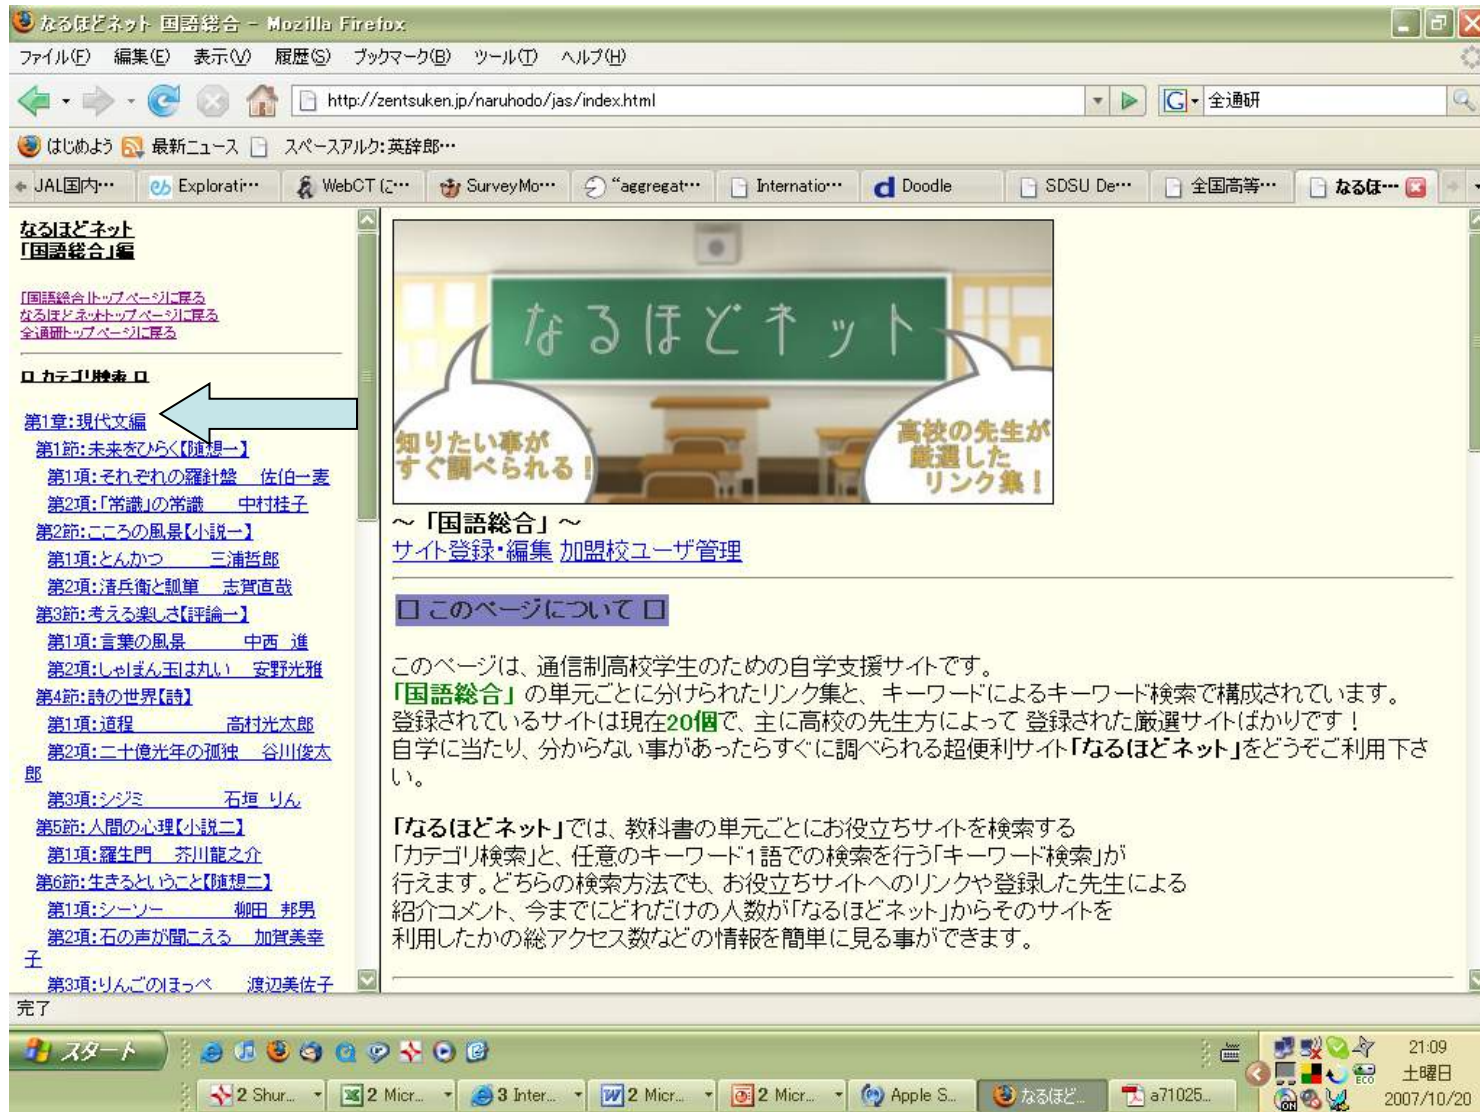 なるほどネット 国語総合 - Mozilla Firefox
ファイル(F) 編集(E) 表示(V) 履歴(S) ブックマーク(B) ツール(T) ヘルプ(H)
http://zentsuken.jp/naruhodo/jas/index.html
全通研
はじめよう 最新ニュース スペースアルク:英辞郎…
JAL国内… Explorati… WebCT (こ… SurveyMo… “aggregat… Internatio… Doodle SDSU De… 全国高等… なるほ…
なるほどネット
「国語総合」編
「国語総合」トップページに戻る
なるほどネットトップページに戻る
全通研トップページに戻る
ロ カテゴリ検索 ロ
第1章:現代文編
第1節:未来をひらく【随想一】
第1項:それぞれの羅針盤 佐伯一麦
第2項:「常識」の常識 中村桂子
第2節:こころの風景【小説一】
第1項:とんかつ 三浦哲郎
第2項:清兵衛と瓢箪 志賀直哉
第3節:考える楽しさ【評論一】
第1項:言葉の風景 中西 進
第2項:しゃぼん玉は丸い 安野光雅
第4節:詩の世界【詩】
第1項:道程 高村光太郎
第2項:二十億光年の孤独 谷川俊太
郎
第3項:シジミ 石垣 りん
第5節:人間の心理【小説二】
第1項:羅生門 芥川龍之介
第6節:生きるということ【随想二】
第1項:シーソー 柳田 邦男
第2項:石の声が聞こえる 加賀美幸
子
第3項:りんごのほっぺ 渡辺美佐子
なるほどネット
知りたい事が
すぐ調べられる！
高校の先生が
厳選した
リンク集！
～「国語総合」～
サイト登録・編集 加盟校ユーザ管理
ロ このページについて ロ
このページは、通信制高校学生のための自学支援サイトです。
「国語総合」の単元ごとに分けられたリンク集と、キーワードによるキーワード検索で構成されています。
登録されているサイトは現在20個で、主に高校の先生方によって 登録された厳選サイトばかりです！
自学に当たり、分からない事があったらすぐに調べられる超便利サイト「なるほどネット」をどうぞご利用下さ
い。
「なるほどネット」では、教科書の単元ごとにお役立ちサイトを検索する
「カテゴリ検索」と、任意のキーワード1語での検索を行う「キーワード検索」が
行えます。どちらの検索方法でも、お役立ちサイトへのリンクや登録した先生による
紹介コメント、今までにどれだけの人数が「なるほどネット」からそのサイトを
利用したかの総アクセス数などの情報を簡単に見る事ができます。
完了
スタート
21:09
土曜日
2007/10/20
2 Shur... 2 Micr... 3 Inter... 2 Micr... 2 Micr... Apple S... なるほど... a71025...